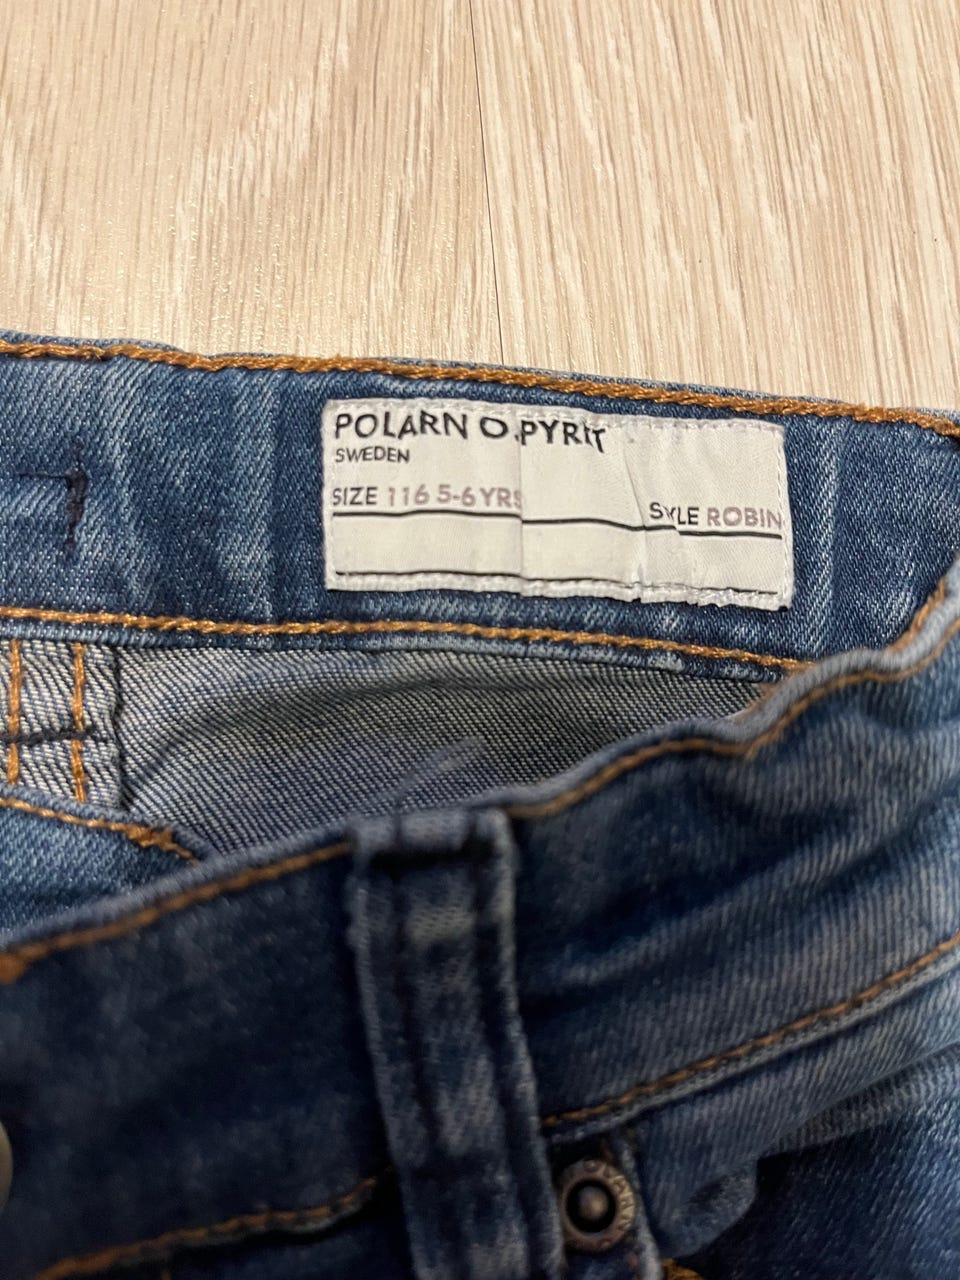 POLARN O. PYRET
SWEDEN
SIZE 116 5-6 YRS STYLE ROBIN